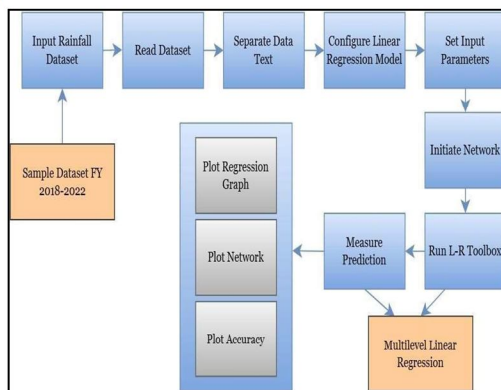 Input Rainfall
Dataset
Read Dataset
Separate Data
Text
Configure Linear
Regression Model
Set Input
Parameters
Sample Dataset FY
2018-2022
Plot Regression
Graph
Plot Network
Plot Accuracy
Initiate Network
Measure
Prediction
Run L-R Toolbox
Multilevel Linear
Regression